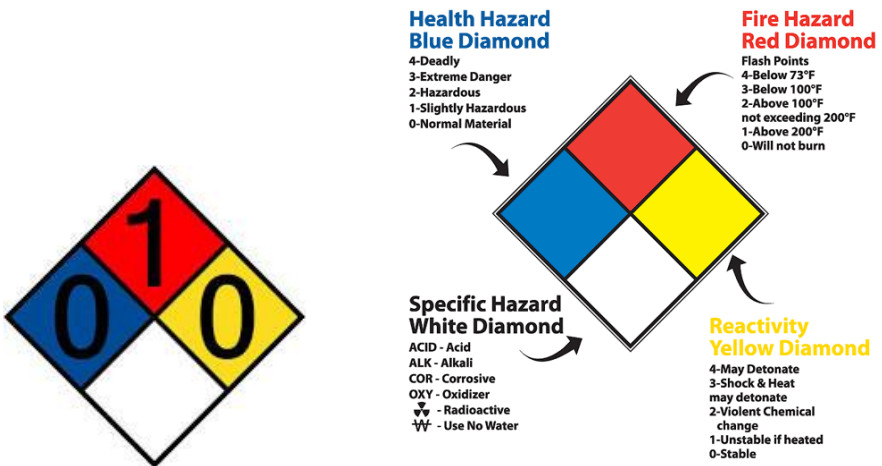 1
0 0
Health Hazard
Blue Diamond
4-Deadly
3-Extreme Danger
2-Hazardous
1-Slightly Hazardous
0-Normal Material
Fire Hazard
Red Diamond
Flash Points
4-Below 73°F
3-Below 100°F
2-Above 100°F
not exceeding 200°F
1-Above 200°F
0-Will not burn
Specific Hazard
White Diamond
ACID - Acid
ALK - Alkali
COR - Corrosive
OXY - Oxidizer
- Radioactive
W - Use No Water
Reactivity
Yellow Diamond
4-May Detonate
3-Shock & Heat
may detonate
2-Violent Chemical
change
1-Unstable if heated
0-Stable